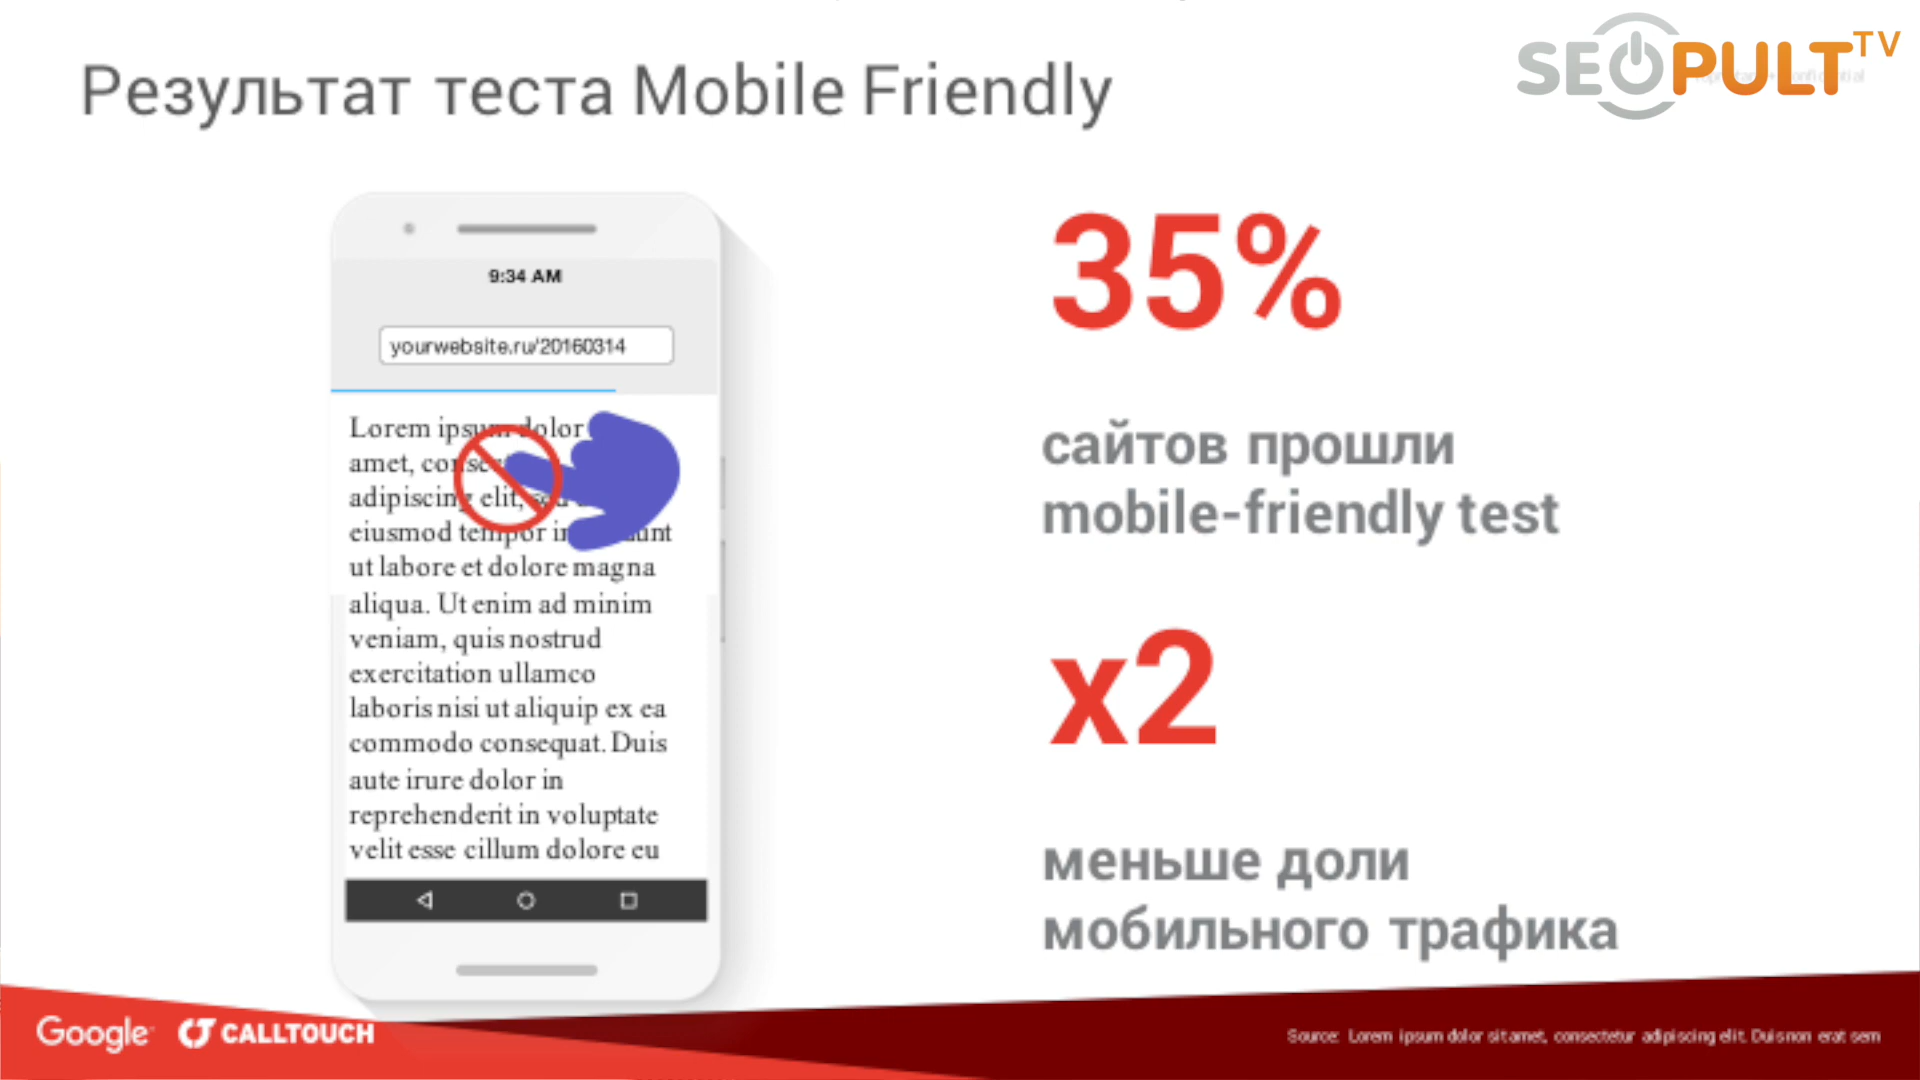 SEOPULT TV
Результат теста Mobile Friendly
35%
сайтов прошли
mobile-friendly test
x2
меньше доли
мобильного трафика
9:34 AM
yourwebsite.ru/20160314
Lorem ipsum dolor
amet,
adipiscing elit,
eiusmod tempor
ut labore et dolore magna
aliqua. Ut enim ad minim
veniam, quis nostrud
exercitation ullamco
laboris nisi ut aliquip ex ea
commodo consequat. Duis
aute irure dolor in
reprehenderit in voluptate
velit esse cillum dolore eu
Google CALLTOUCH
Source: Lorem ipsum dolor sit amet, consectetur adipiscing elit. Duis non erat sem